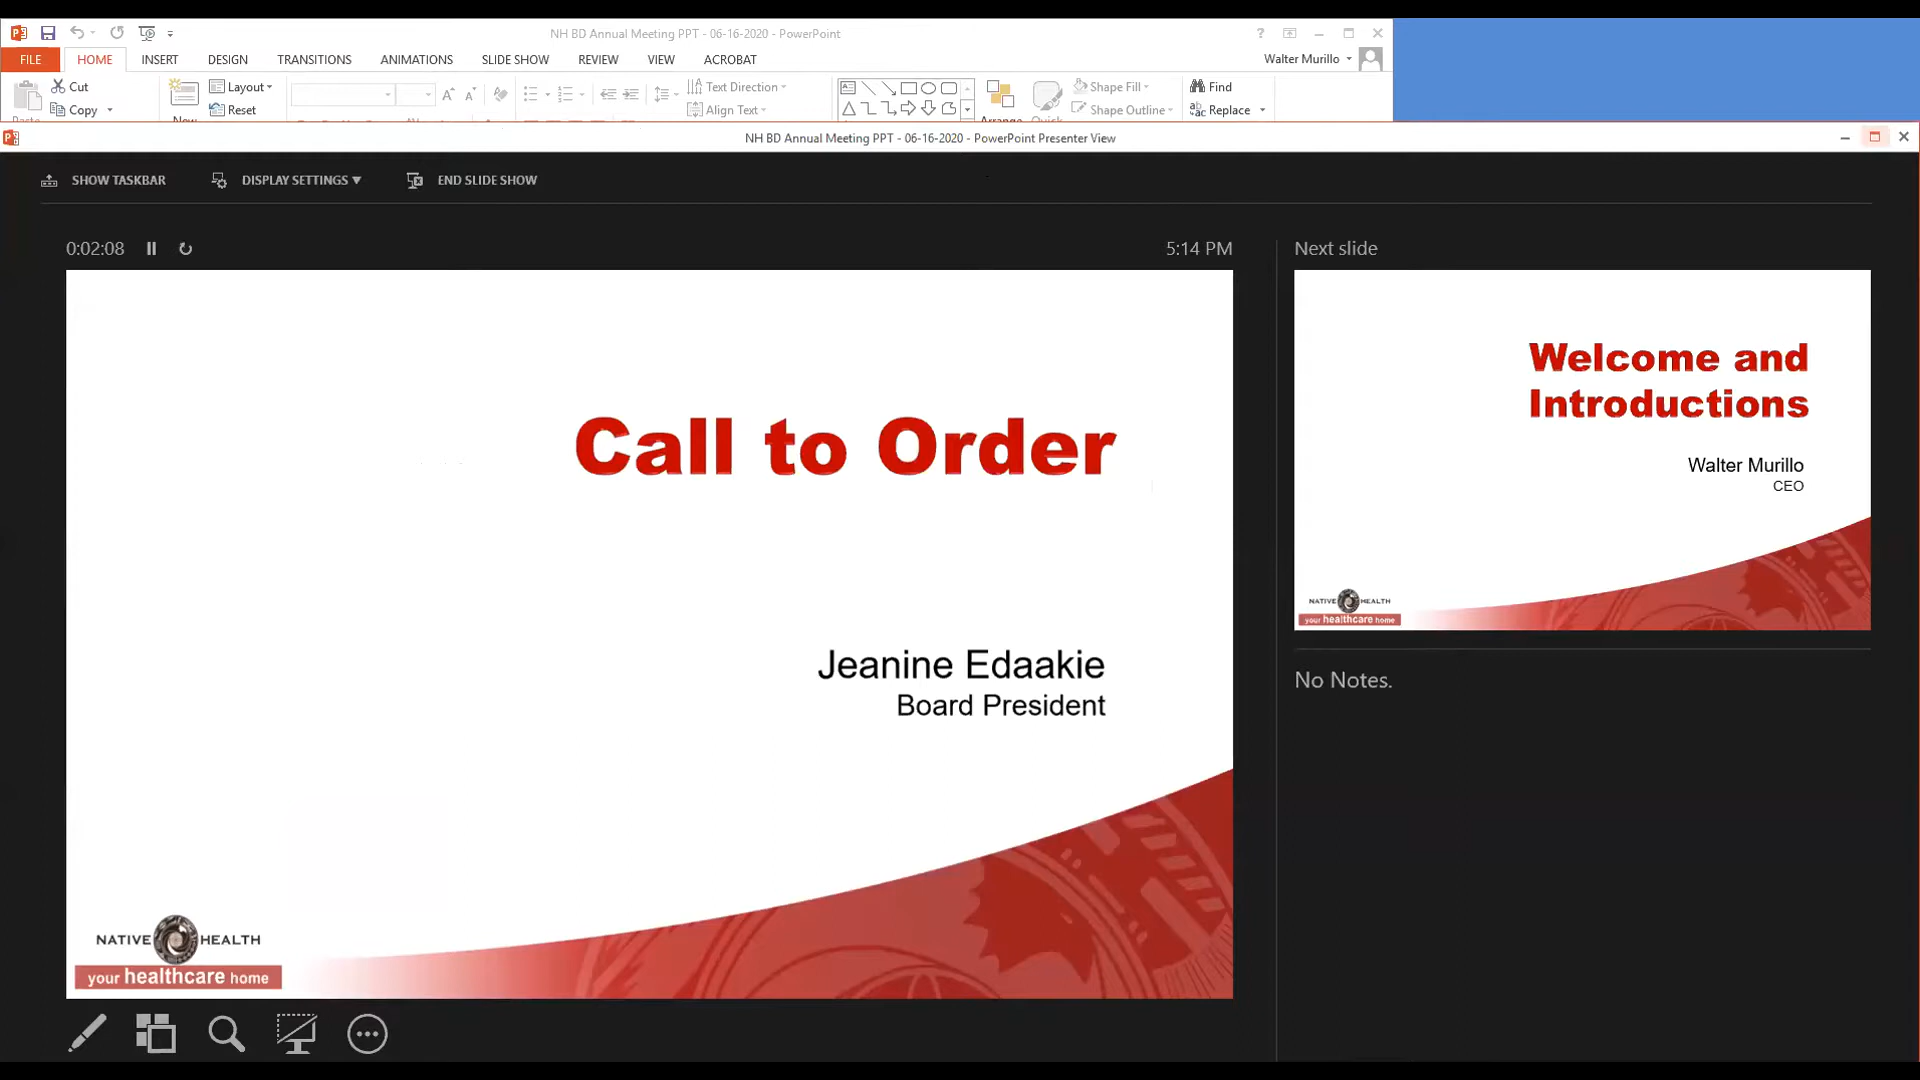 NH BD Annual Meeting PPT - 06-16-2020 - PowerPoint
?
FILE HOME INSERT DESIGN TRANSITIONS ANIMATIONS SLIDE SHOW REVIEW VIEW ACROBAT
Walter Murillo
Cut
Copy
Layout
Reset
Text Direction
Align Text
Shape Fill
Shape Outline
Find
Replace
NH BD Annual Meeting PPT - 06-16-2020 - PowerPoint Presenter View
SHOW TASKBAR DISPLAY SETTINGS END SLIDE SHOW
0:02:08
5:14 PM
Call to Order
Jeanine Edaakie
Board President
NATIVE HEALTH
your healthcare home
Next slide
Welcome and
Introductions
Walter Murillo
CEO
NATIVE HEALTH
your healthcare home
No Notes.